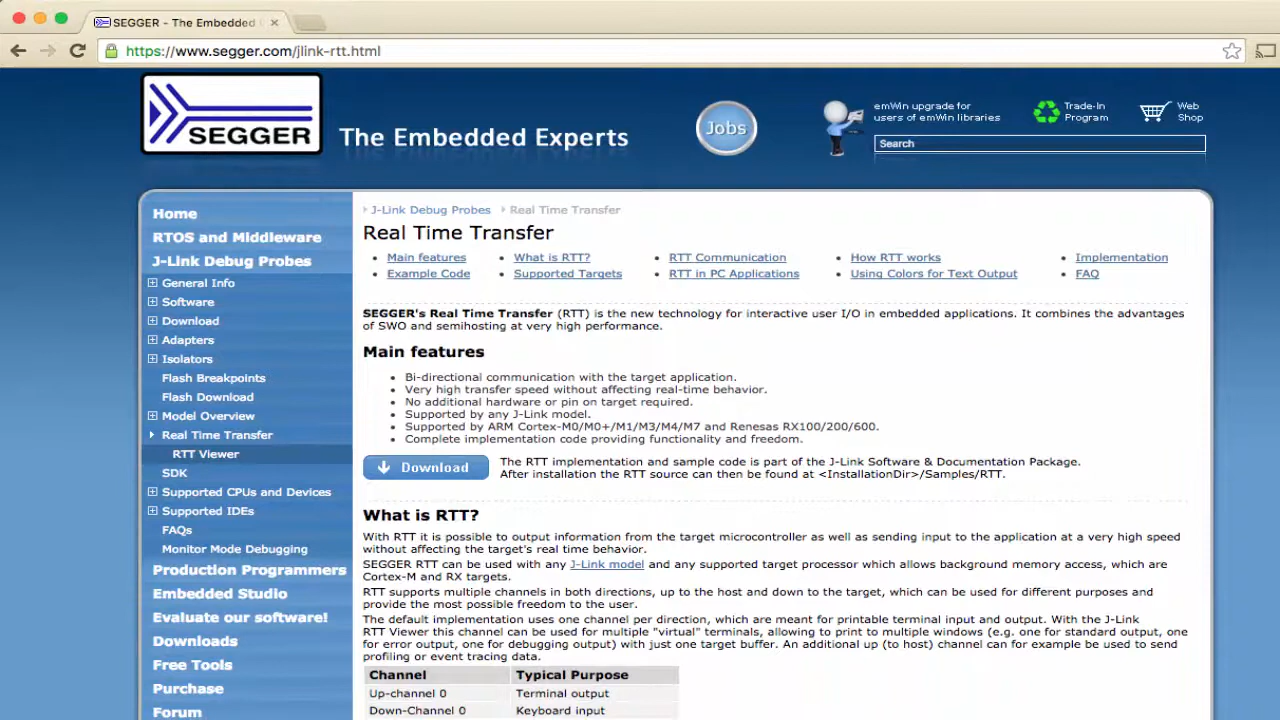 SEGGER - The Embedded
https://www.segger.com/jlink-rtt.html
SEGGER
The Embedded Experts
Jobs
emWin upgrade for
users of emWin libraries
Trade-In
Program
Web
Shop
Search
Home
RTOS and Middleware
J-Link Debug Probes
General Info
Software
Download
Adapters
Isolators
Flash Breakpoints
Flash Download
Model Overview
Real Time Transfer
RTT Viewer
SDK
Supported CPUs and Devices
Supported IDEs
FAQs
Monitor Mode Debugging
Production Programmers
Embedded Studio
Evaluate our software!
Downloads
Free Tools
Purchase
Forum
J-Link Debug Probes Real Time Transfer
Real Time Transfer
Main features What is RTT? RTT Communication How RTT works Implementation
Example Code Supported Targets RTT in PC Applications Using Colors for Text Output FAQ
SEGGER's Real Time Transfer (RTT) is the new technology for interactive user I/O in embedded applications. It combines the advantages
of SWO and semihosting at very high performance.
Main features
• Bi-directional communication with the target application.
• Very high transfer speed without affecting real-time behavior.
• No additional hardware or pin on target required.
• Supported by any J-Link model.
• Supported by ARM Cortex-M0/M0+/M1/M3/M4/M7 and Renesas RX100/200/600.
• Complete implementation code providing functionality and freedom.
Download
The RTT implementation and sample code is part of the J-Link Software & Documentation Package.
After installation the RTT source can then be found at <InstallationDir>/Samples/RTT.
What is RTT?
With RTT it is possible to output information from the target microcontroller as well as sending input to the application at a very high speed
without affecting the target's real time behavior.
SEGGER RTT can be used with any J-Link model and any supported target processor which allows background memory access, which are
Cortex-M and RX targets.
RTT supports multiple channels in both directions, up to the host and down to the target, which can be used for different purposes and
provide the most possible freedom to the user.
The default implementation uses one channel per direction, which are meant for printable terminal input and output. With the J-Link
RTT Viewer this channel can be used for multiple "virtual" terminals, allowing to print to multiple windows (e.g. one for standard output, one
for error output, one for debugging output) with just one target buffer. An additional up (to host) channel can for example be used to send
profiling or event tracing data.
Channel Typical Purpose
Up-channel 0 Terminal output
Down-Channel 0 Keyboard input